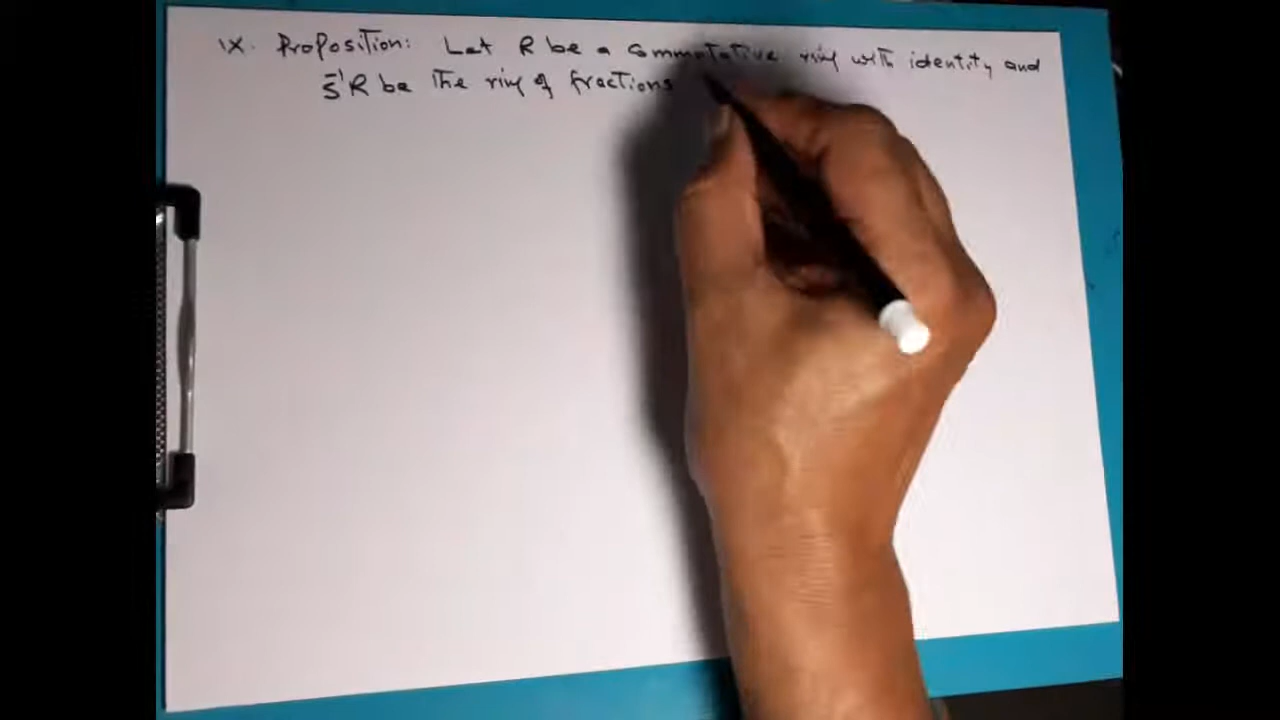 IX. Proposition: Let R be a commutative ring with identity and
S⁻¹R be the ring of fractions